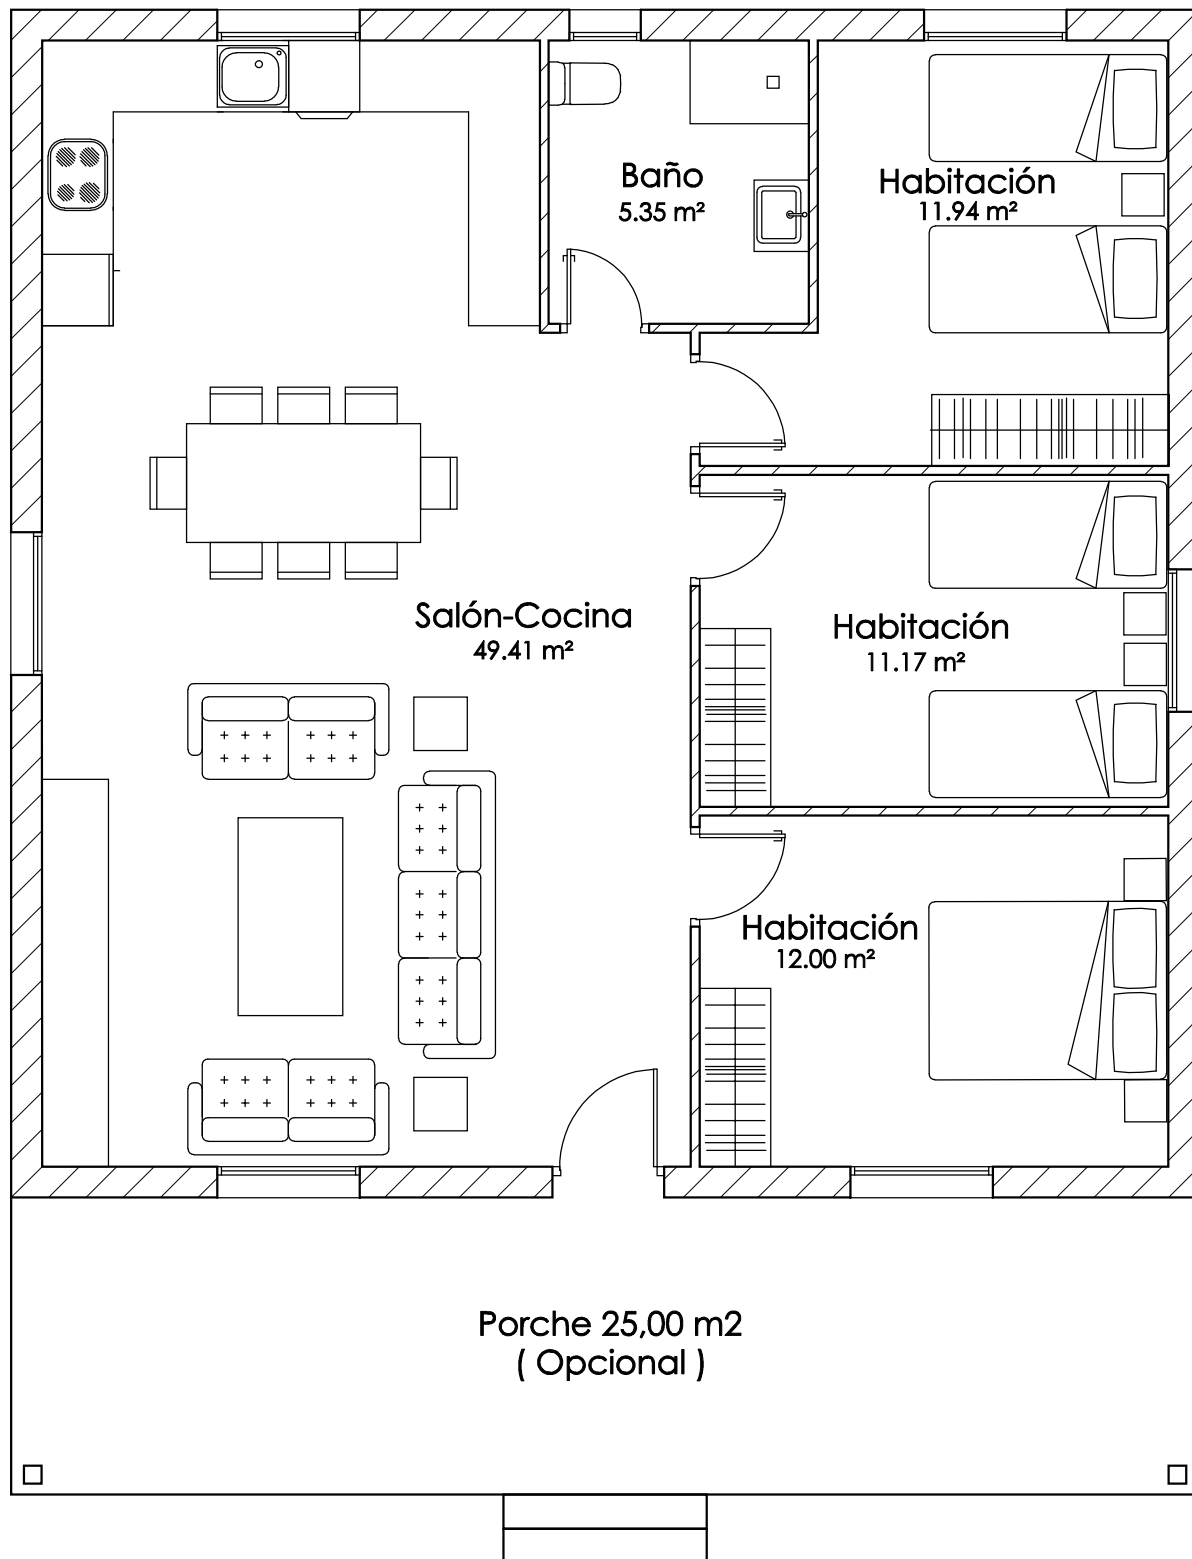 Baño
5.35 m²
Habitación
11.94 m²
Salón-Cocina
49.41 m²
Habitación
11.17 m²
Habitación
12.00 m²
Porche 25,00 m2
( Opcional )